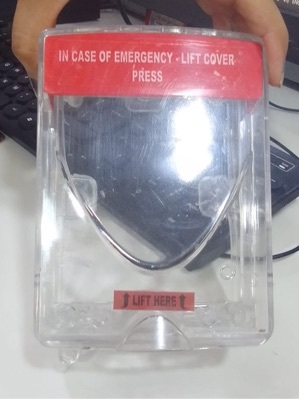 IN CASE OF EMERGENCY - LIFT COVER
PRESS
LIFT HERE